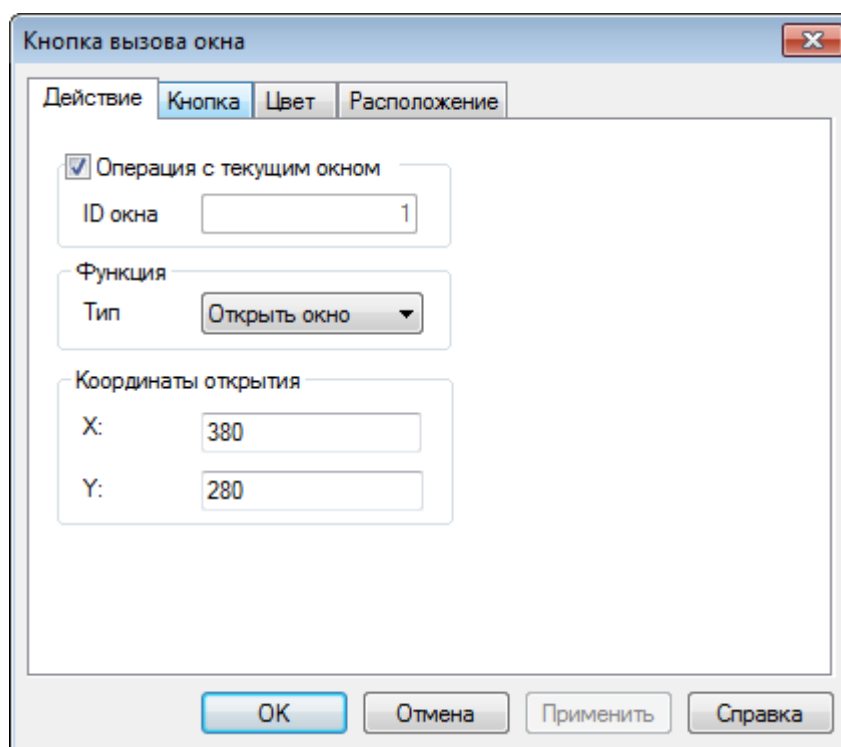 Кнопка вызова окна
Действие Кнопка Цвет Расположение
Операция с текущим окном
ID окна 1
Функция
Тип Открыть окно
Координаты открытия
X: 380
Y: 280
OK Отмена Применить Справка